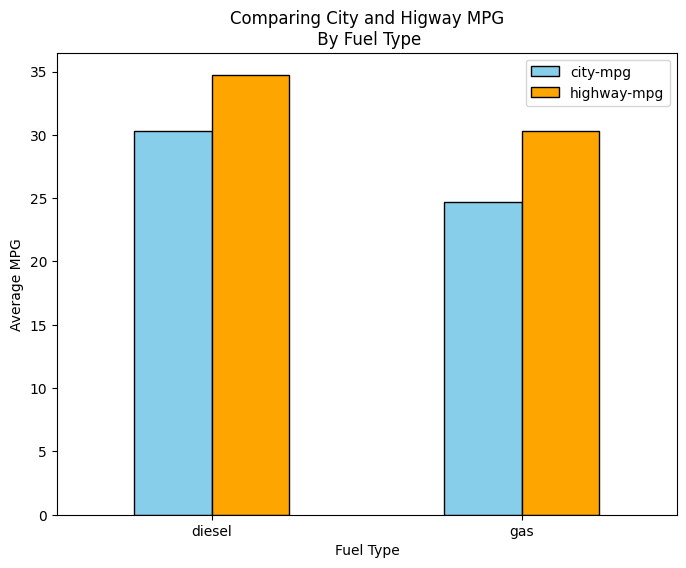 Comparing City and Higway MPG
By Fuel Type
city-mpg
highway-mpg
35
30
25
20
15
10
5
0
Average MPG
diesel
gas
Fuel Type